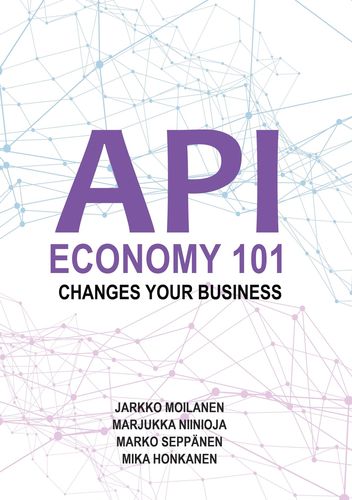 API
ECONOMY 101
CHANGES YOUR BUSINESS
JARKKO MOILANEN
MARJUKKA NIINIOJA
MARKO SEPPÄNEN
MIKA HONKANEN